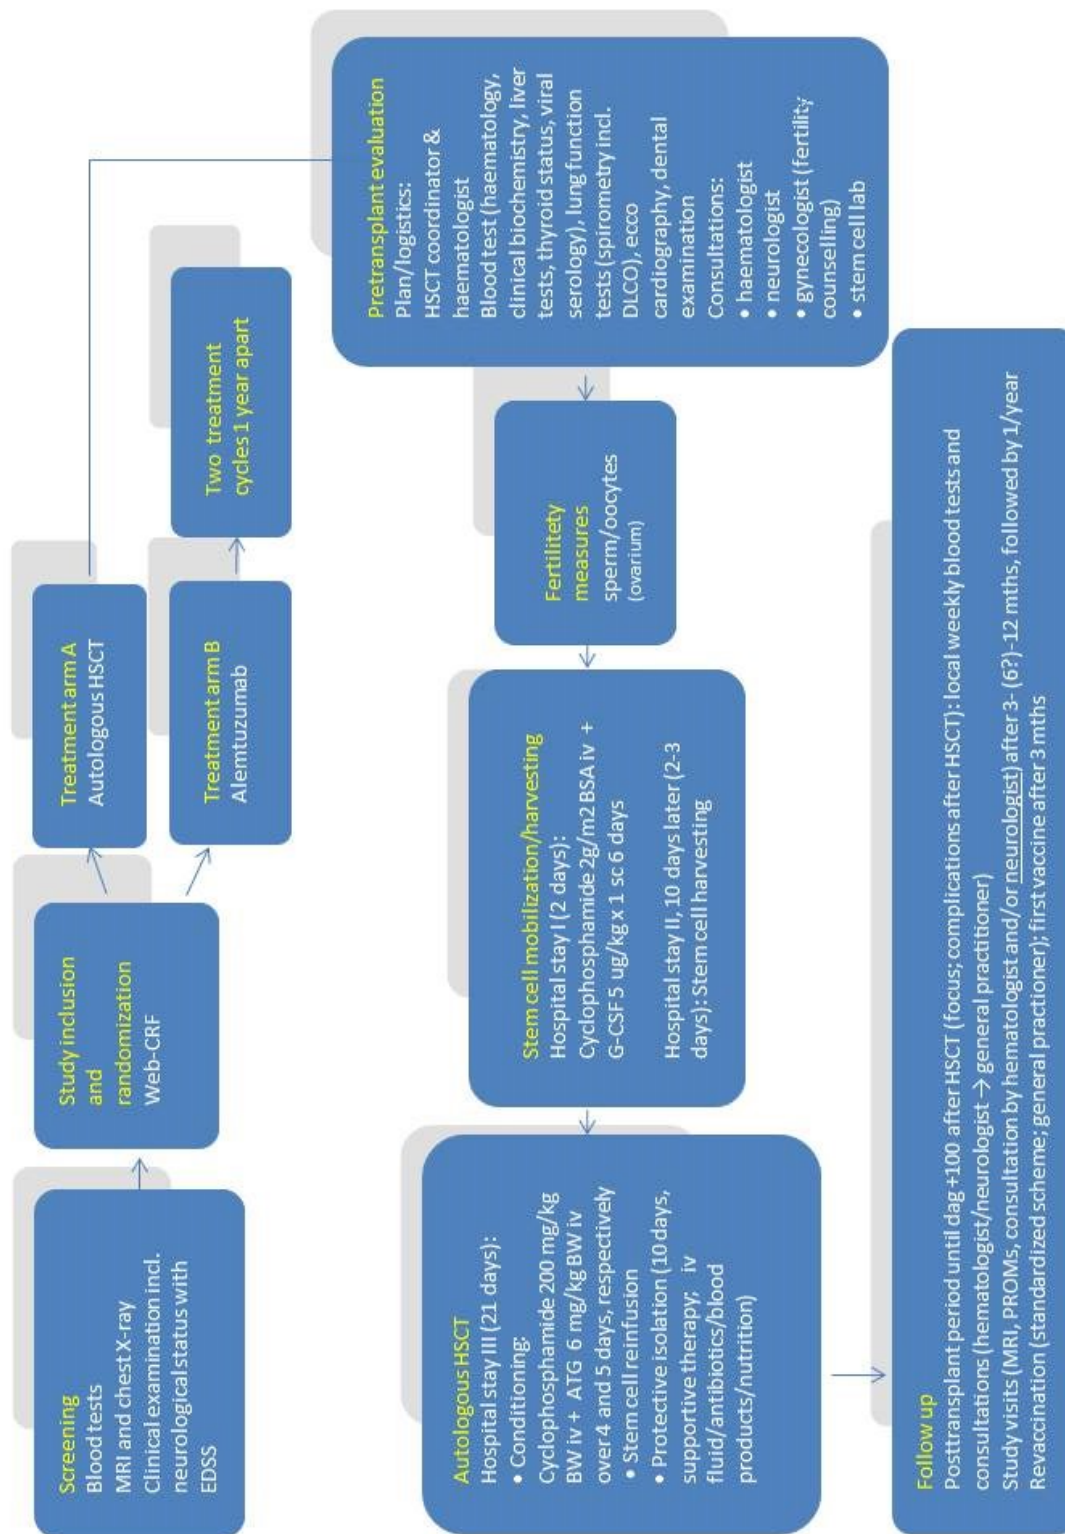 Screening
Blood tests
MRI and chest X-ray
Clinical examination incl.
neurological status with
EDSS
Study inclusion
and
randomization
Web-CRF
Treatment arm A
Autologous HSCT
Treatment arm B
Alemtuzumab
Two treatment
cycles 1 year apart
Pretransplant evaluation
Plan/logistics:
HSCT coordinator &
haematologist
Blood test (haematology,
clinical biochemistry, liver
tests, thyroid status, viral
serology), lung function
tests (spirometry incl.
DLCO), ecco
cardiography, dental
examination
Consultations:
• haematologist
• neurologist
• gynecologist (fertility
counselling)
• stem cell lab
Fertilitety
measures
sperm/oocytes
(ovarium)
Stem cell mobilization/harvesting
Hospital stay I (2 days):
Cyclophosphamide 2g/m2 BSA iv +
G-CSF 5 ug/kg x 1 sc 6 days
Hospital stay II, 10 days later (2-3
days): Stem cell harvesting
Autologous HSCT
Hospital stay III (21 days):
• Conditioning:
Cyclophosphamide 200 mg/kg
BW iv + ATG 6 mg/kg BW iv
over 4 and 5 days, respectively
• Stem cell reinfusion
• Protective isolation (10 days,
supportive therapy; iv
fluid/antibiotics/blood
products/nutrition)
Follow up
Posttransplant period until dag +100 after HSCT (focus; complications after HSCT): local weekly blood tests and
consultations (hematologist/neurologist → general practitioner)
Study visits (MRI, PROMs, consultation by hematologist and/or neurologist) after 3- (6?)-12 mths, followed by 1/year
Revaccination (standardized scheme; general practioner); first vaccine after 3 mths